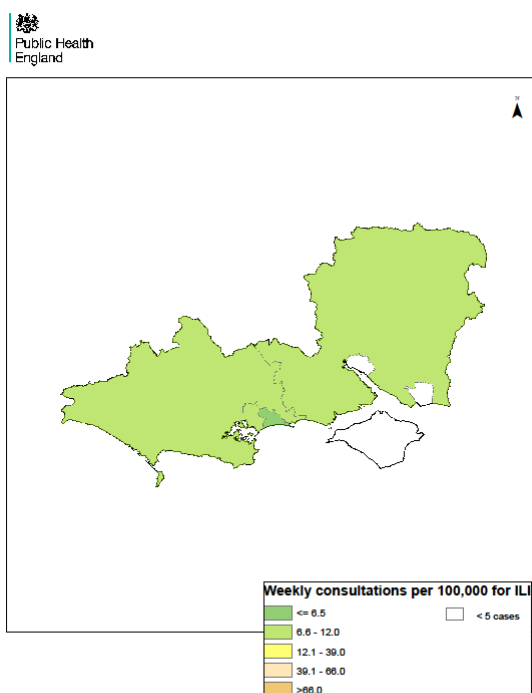 Public Health
England
N
Weekly consultations per 100,000 for ILI
<= 6.5
< 5 cases
6.6 - 12.0
12.1 - 39.0
39.1 - 66.0
>66.0